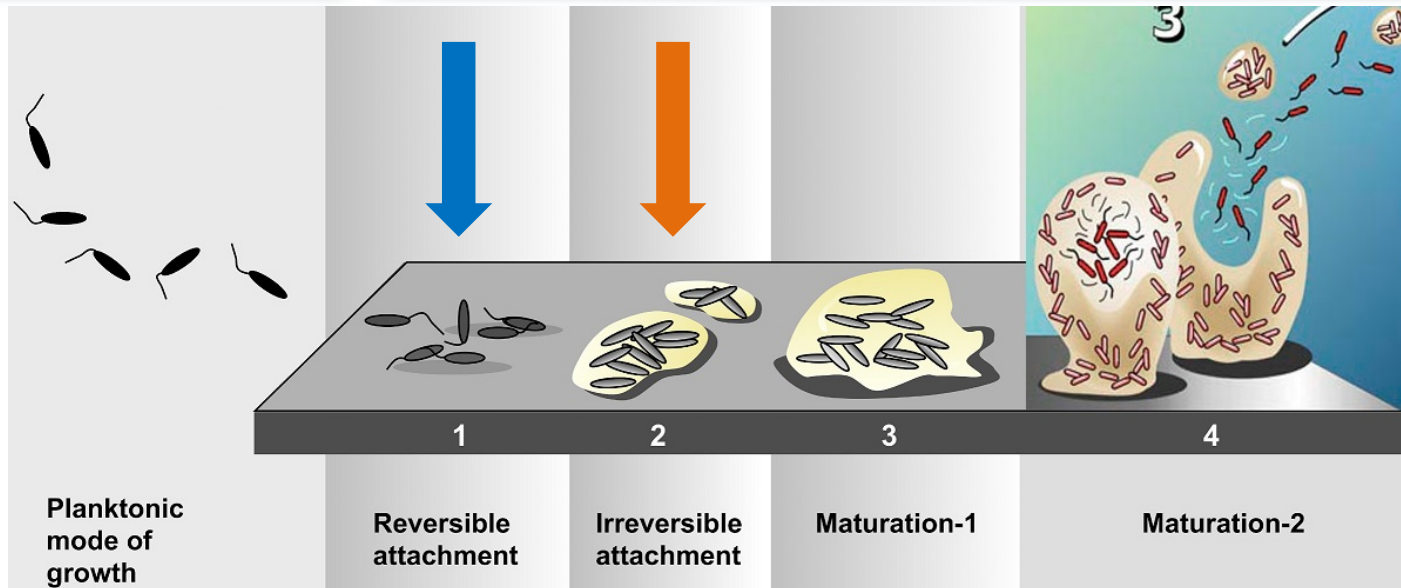 3
1
2
3
4
Planktonic
mode of
growth
Reversible
attachment
Irreversible
attachment
Maturation-1
Maturation-2